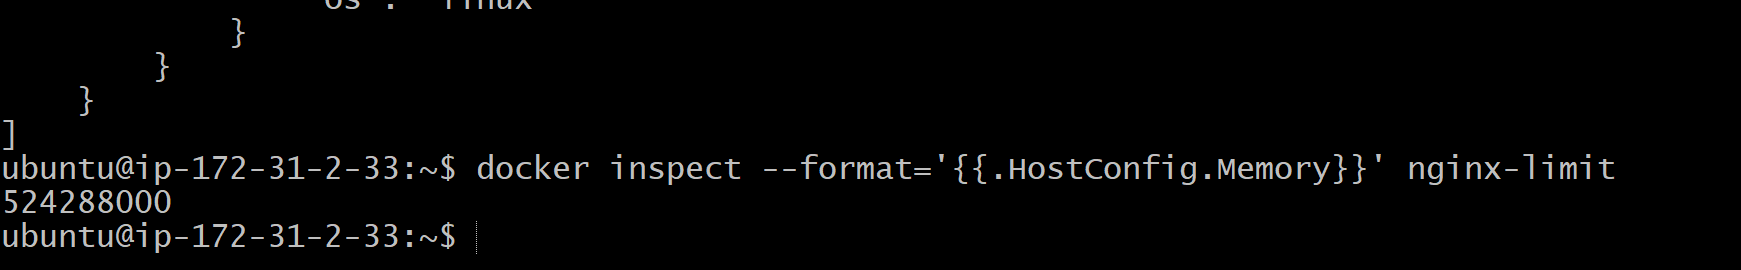 }
}
}
]
ubuntu@ip-172-31-2-33:~$ docker inspect --format='{{.HostConfig.Memory}}' nginx-limit
524288000
ubuntu@ip-172-31-2-33:~$